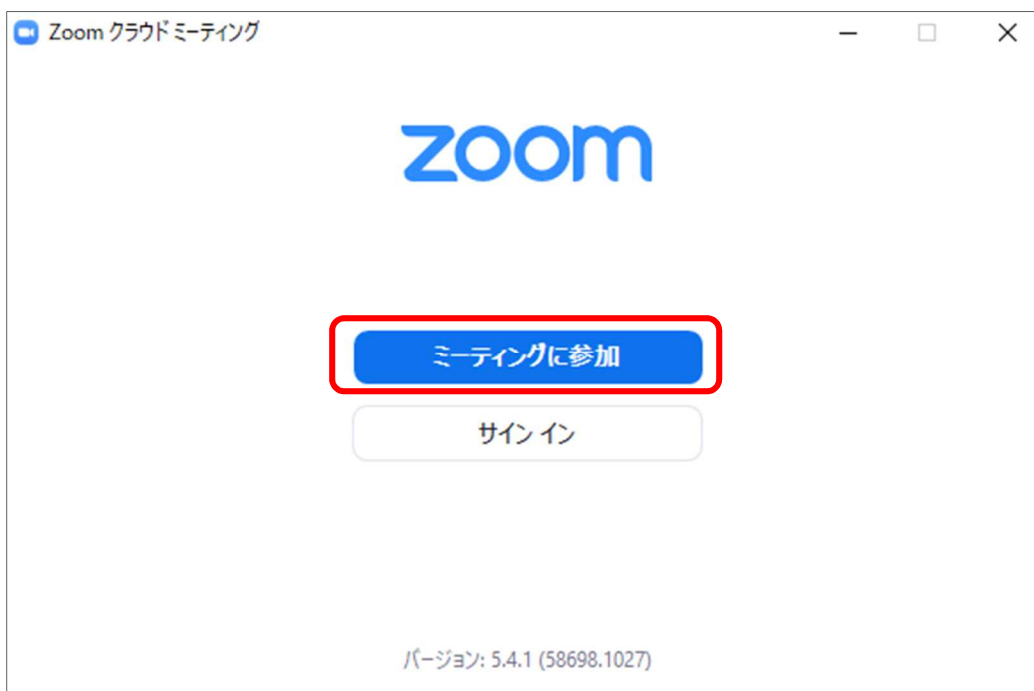 Zoom クラウド ミーティング
zoom
ミーティングに参加
サイン イン
バージョン: 5.4.1 (58698.1027)